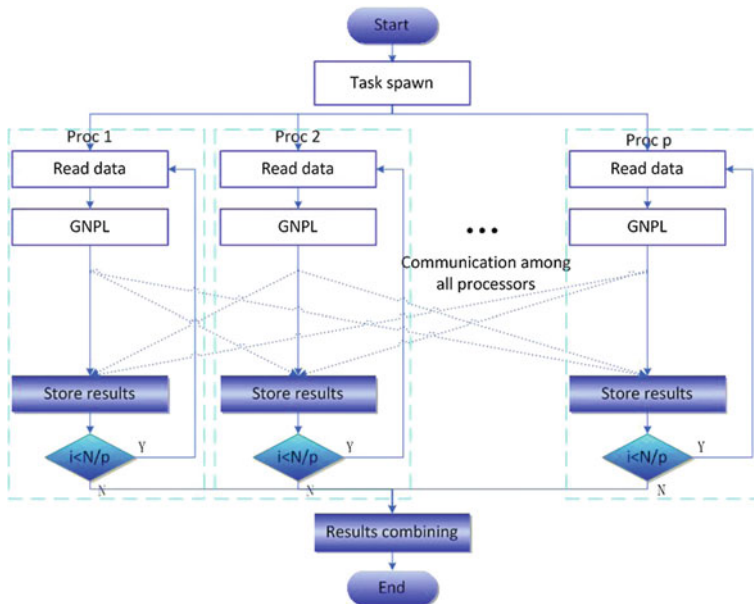 Start
Task spawn
Proc 1
Proc 2
Proc p
Read data
Read data
Read data
GNPL
GNPL
GNPL
...
Communication among
all processors
Store results
Store results
Store results
i<N/p
Y
i<N/p
Y
i<N/p
Y
N
N
N
Results combining
End